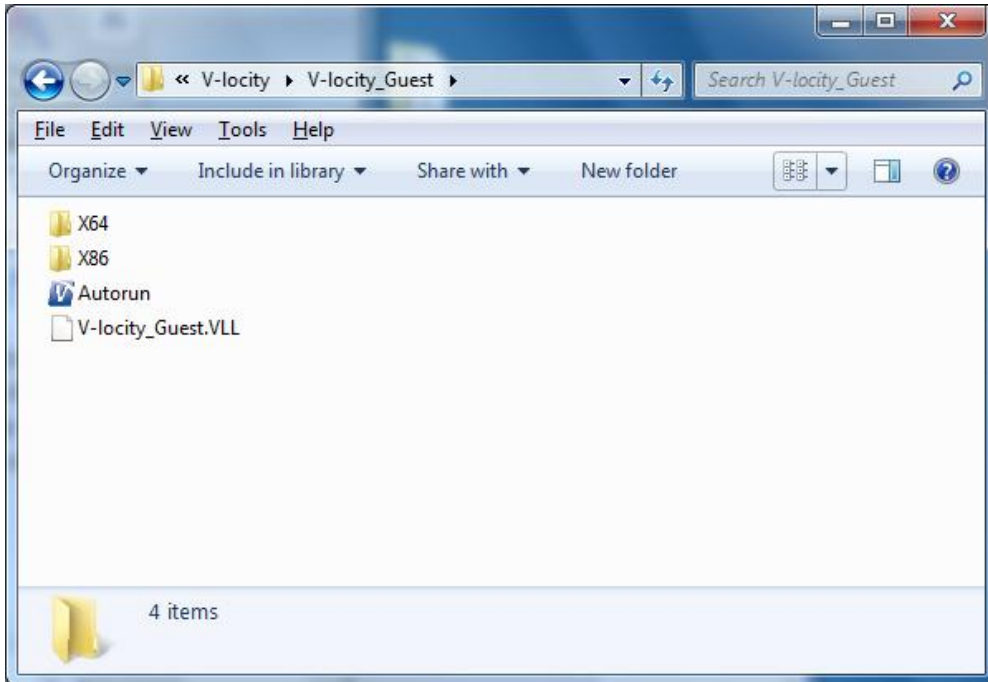 « V-locity ▸ V-locity_Guest ▸ Search V-locity_Guest
File Edit View Tools Help
Organize ▾ Include in library ▾ Share with ▾ New folder
X64
X86
Autorun
V-locity_Guest.VLL
4 items